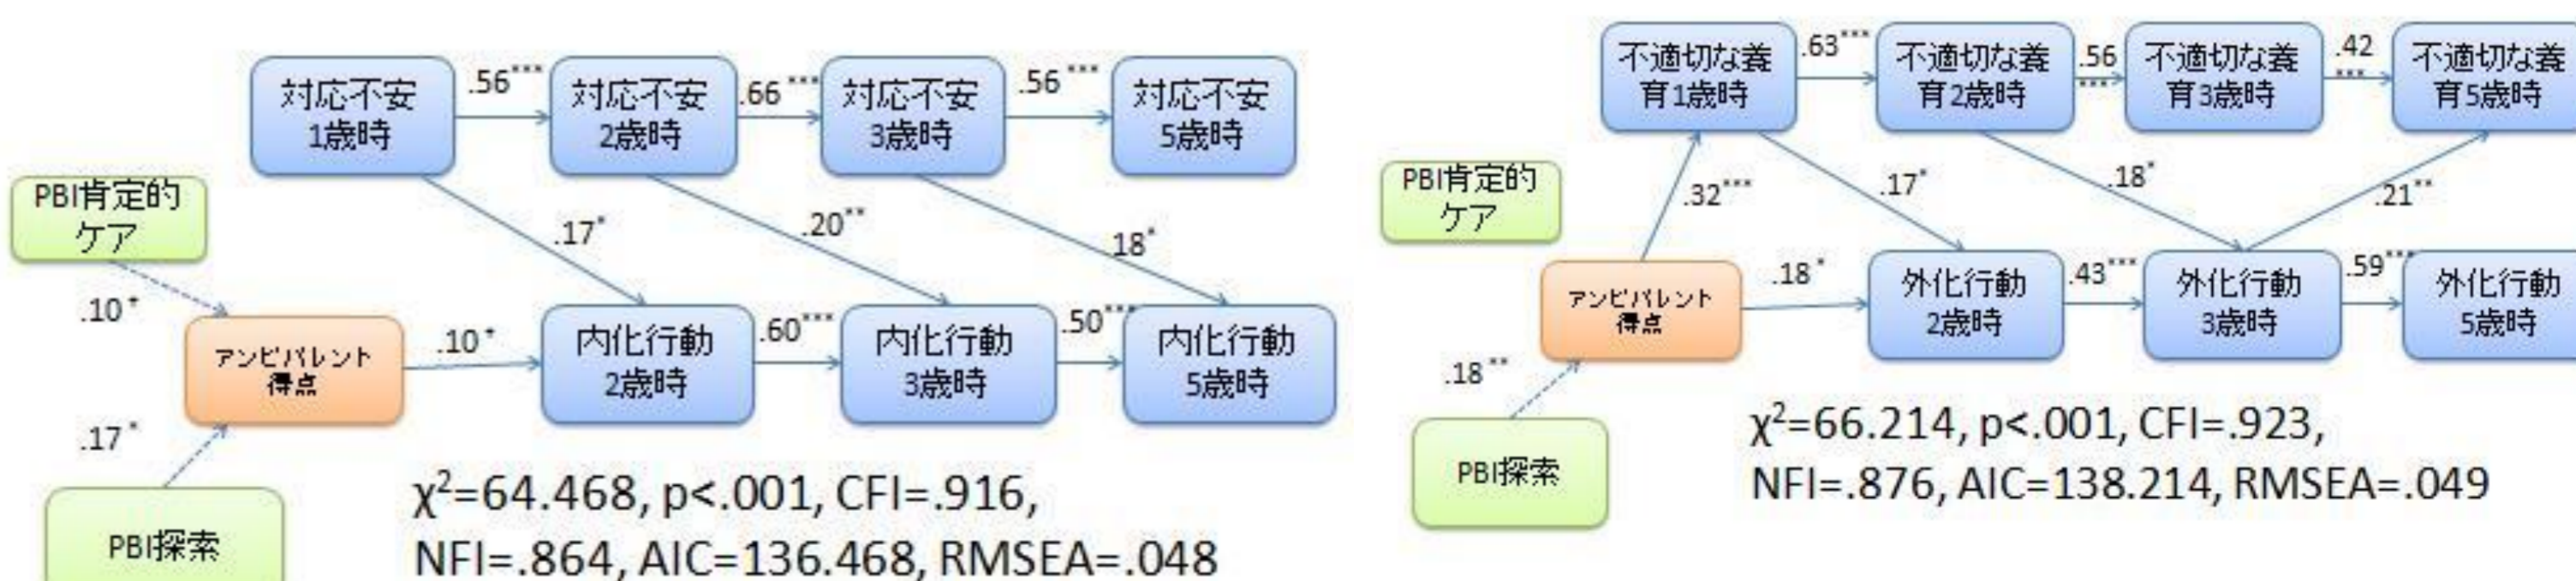 対応不安
1歳時
.56***
対応不安
2歳時
.66***
対応不安
3歳時
.56***
対応不安
5歳時
PBI肯定的
ケア
.17*
.20**
.18*
.10+
アンビバレント
得点
.10+
内化行動
2歳時
.60***
内化行動
3歳時
.50***
内化行動
5歳時
.17*
PBI探索
χ²=64.468, p<.001, CFI=.916,
NFI=.864, AIC=136.468, RMSEA=.048
不適切な養
育1歳時
.63***
不適切な養
育2歳時
.56
***
不適切な養
育3歳時
.42
***
不適切な養
育5歳時
PBI肯定的
ケア
.32***
.17*
.18*
.21**
アンビバレント
得点
.18*
外化行動
2歳時
.43***
外化行動
3歳時
.59***
外化行動
5歳時
.18**
PBI探索
χ²=66.214, p<.001, CFI=.923,
NFI=.876, AIC=138.214, RMSEA=.049